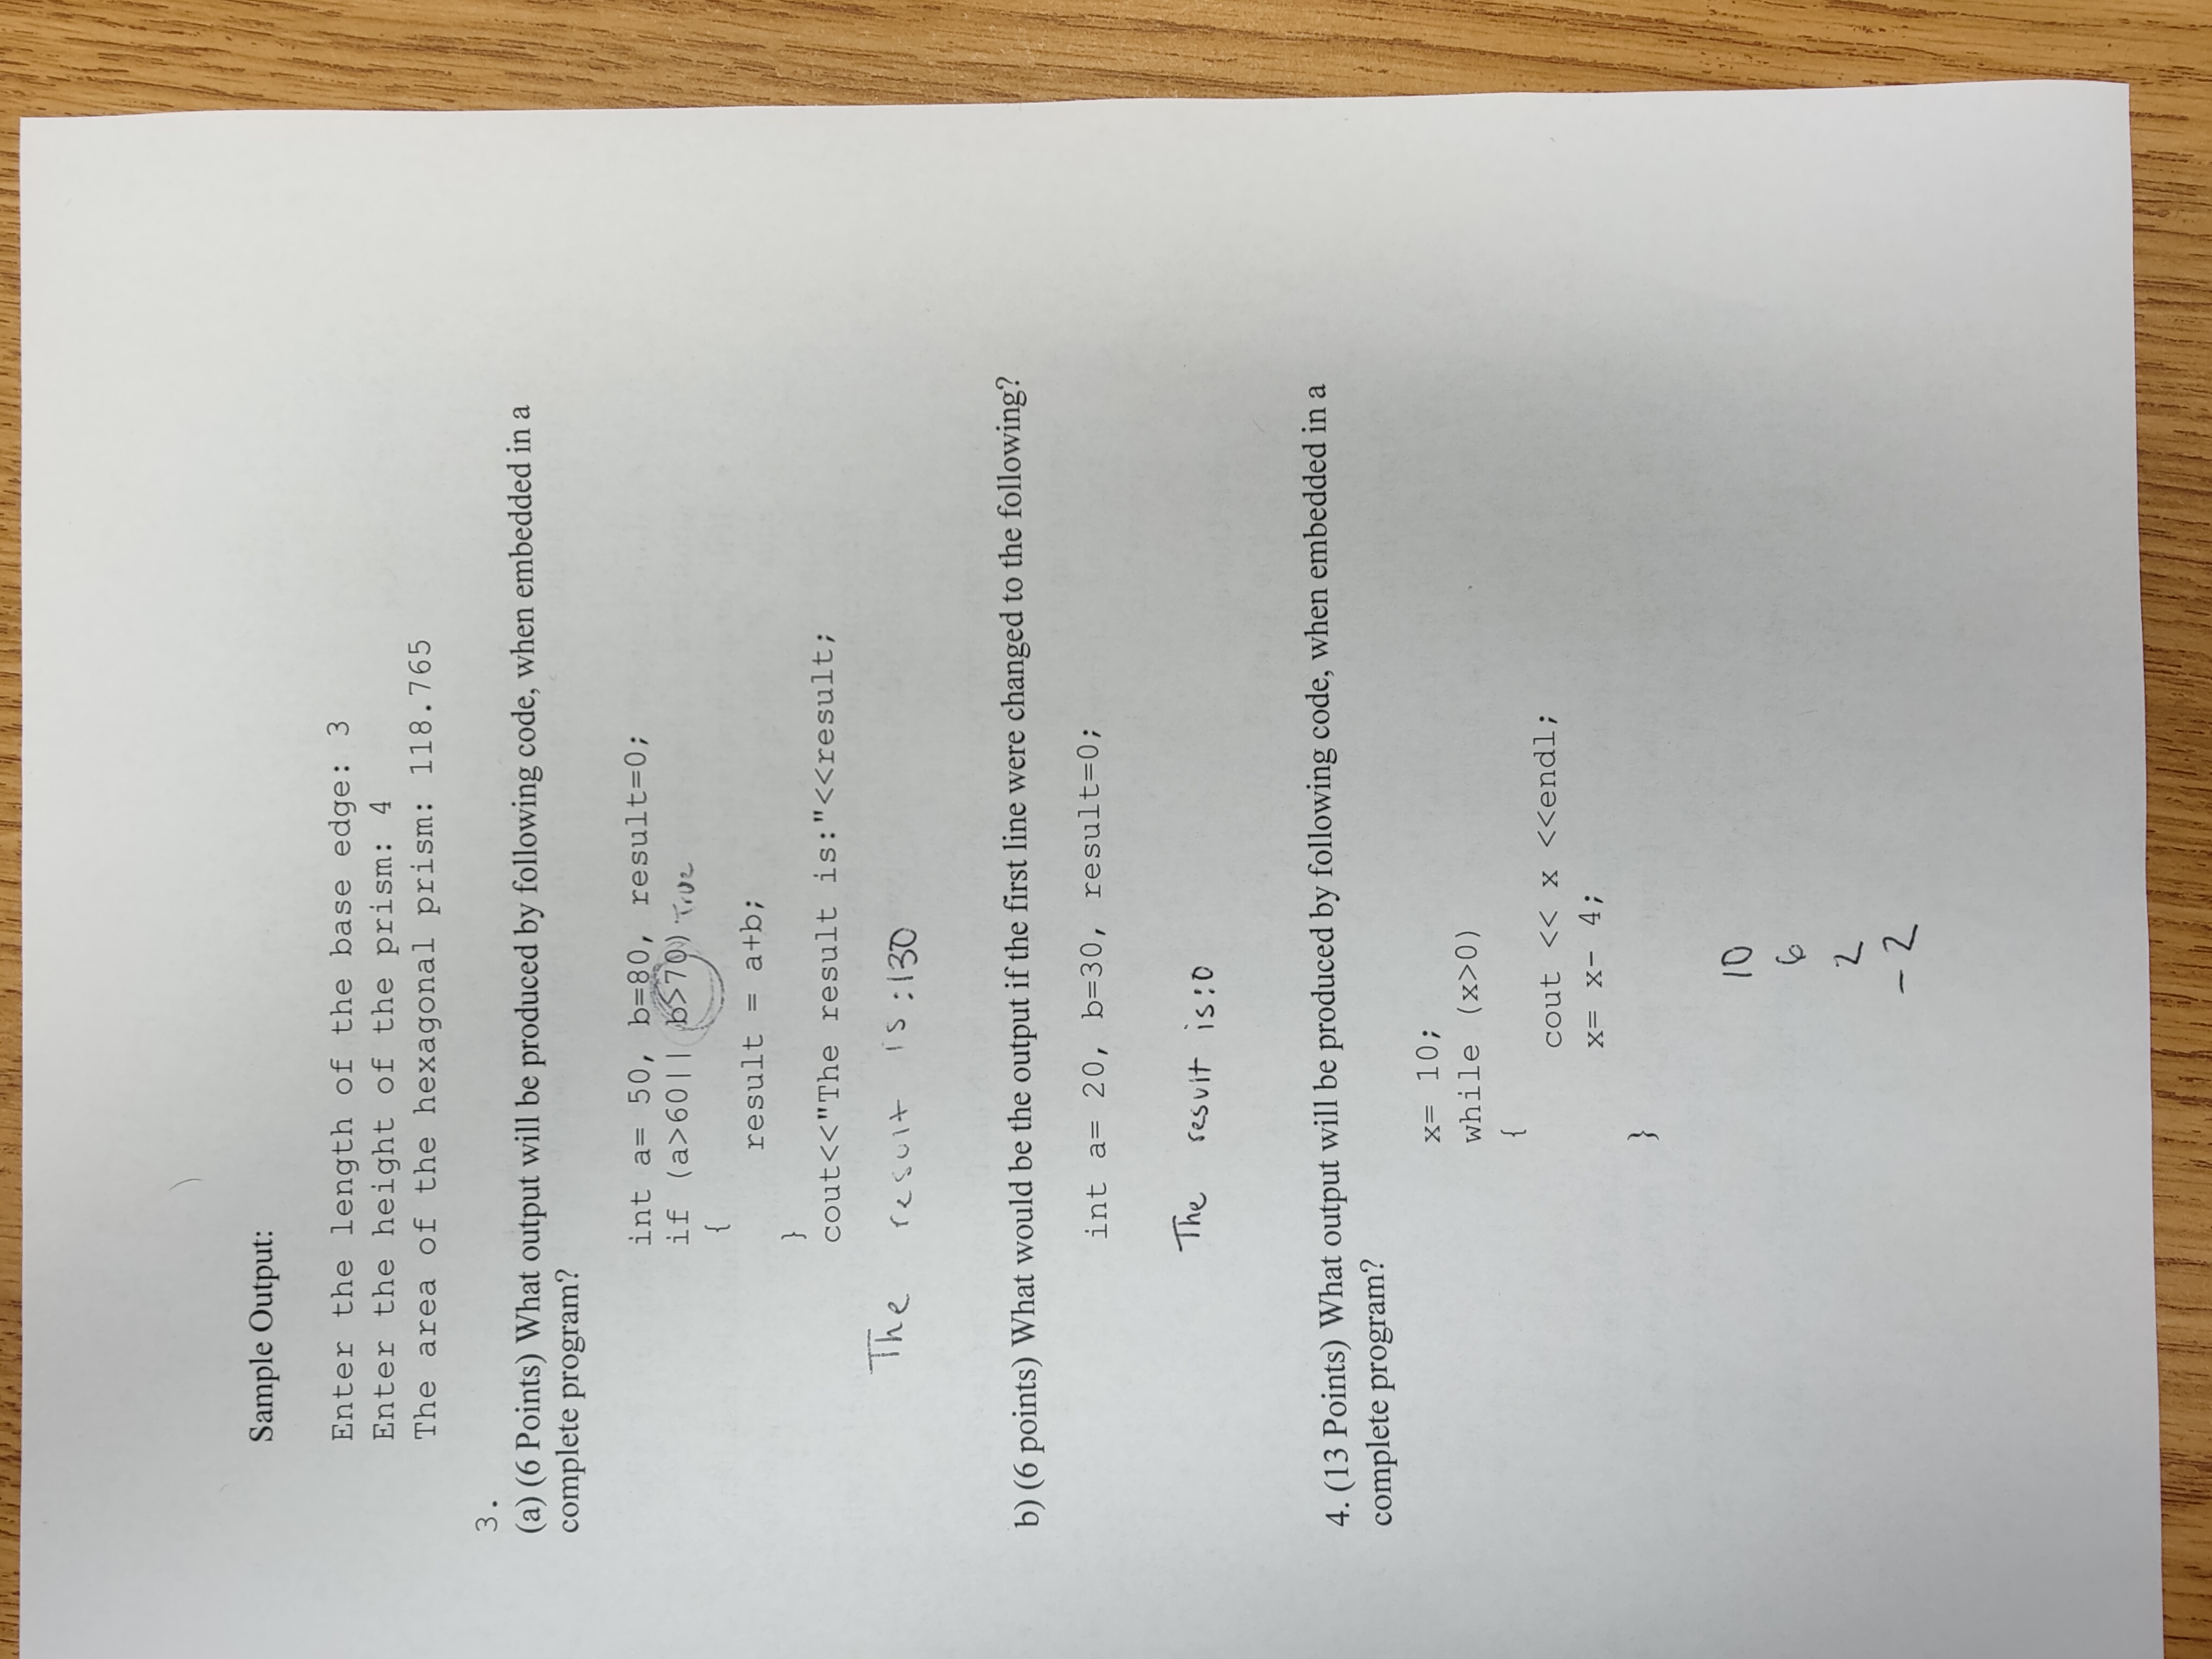 Sample Output:
Enter the length of the base edge: 3
Enter the height of the prism: 4
The area of the hexagonal prism: 118.765
3.
(a) (6 Points) What output will be produced by following code, when embedded in a
complete program?
int a= 50, b=80, result=0;
if (a>60|| b>70) True
{
result = a+b;
}
cout<<"The result is:"<<result;
The result is:130
b) (6 points) What would be the output if the first line were changed to the following?
int a= 20, b=30, result=0;
The result is:0
4. (13 Points) What output will be produced by following code, when embedded in a
complete program?
x= 10;
while (x>0)
{
cout << x <<endl;
x= x- 4;
}
10
6
2
-2